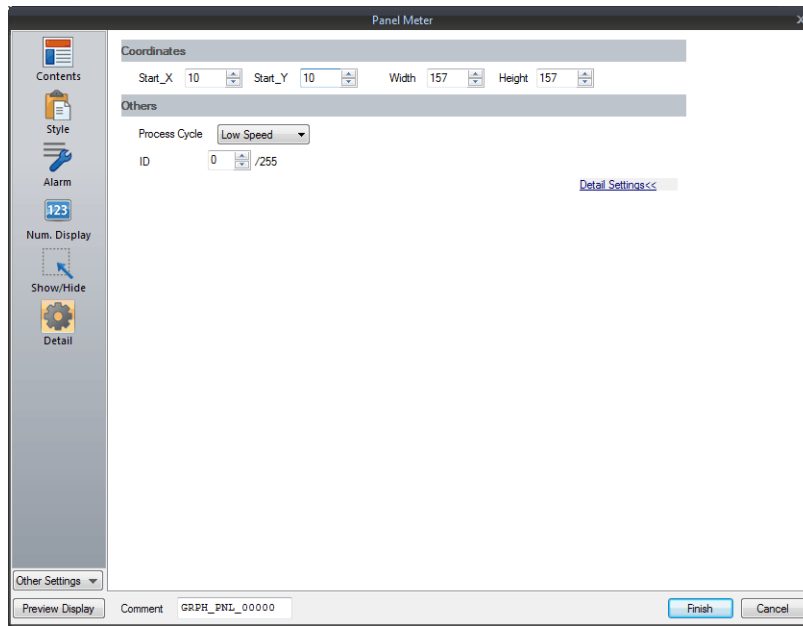 Panel Meter
Contents
Style
Alarm
123
Num. Display
Show/Hide
Detail
Other Settings
Preview Display
Coordinates
Start_X 10 Start_Y 10 Width 157 Height 157
Others
Process Cycle Low Speed
ID 0 /255
Detail Settings<<
Comment GRPH_PNL_00000 Finish Cancel